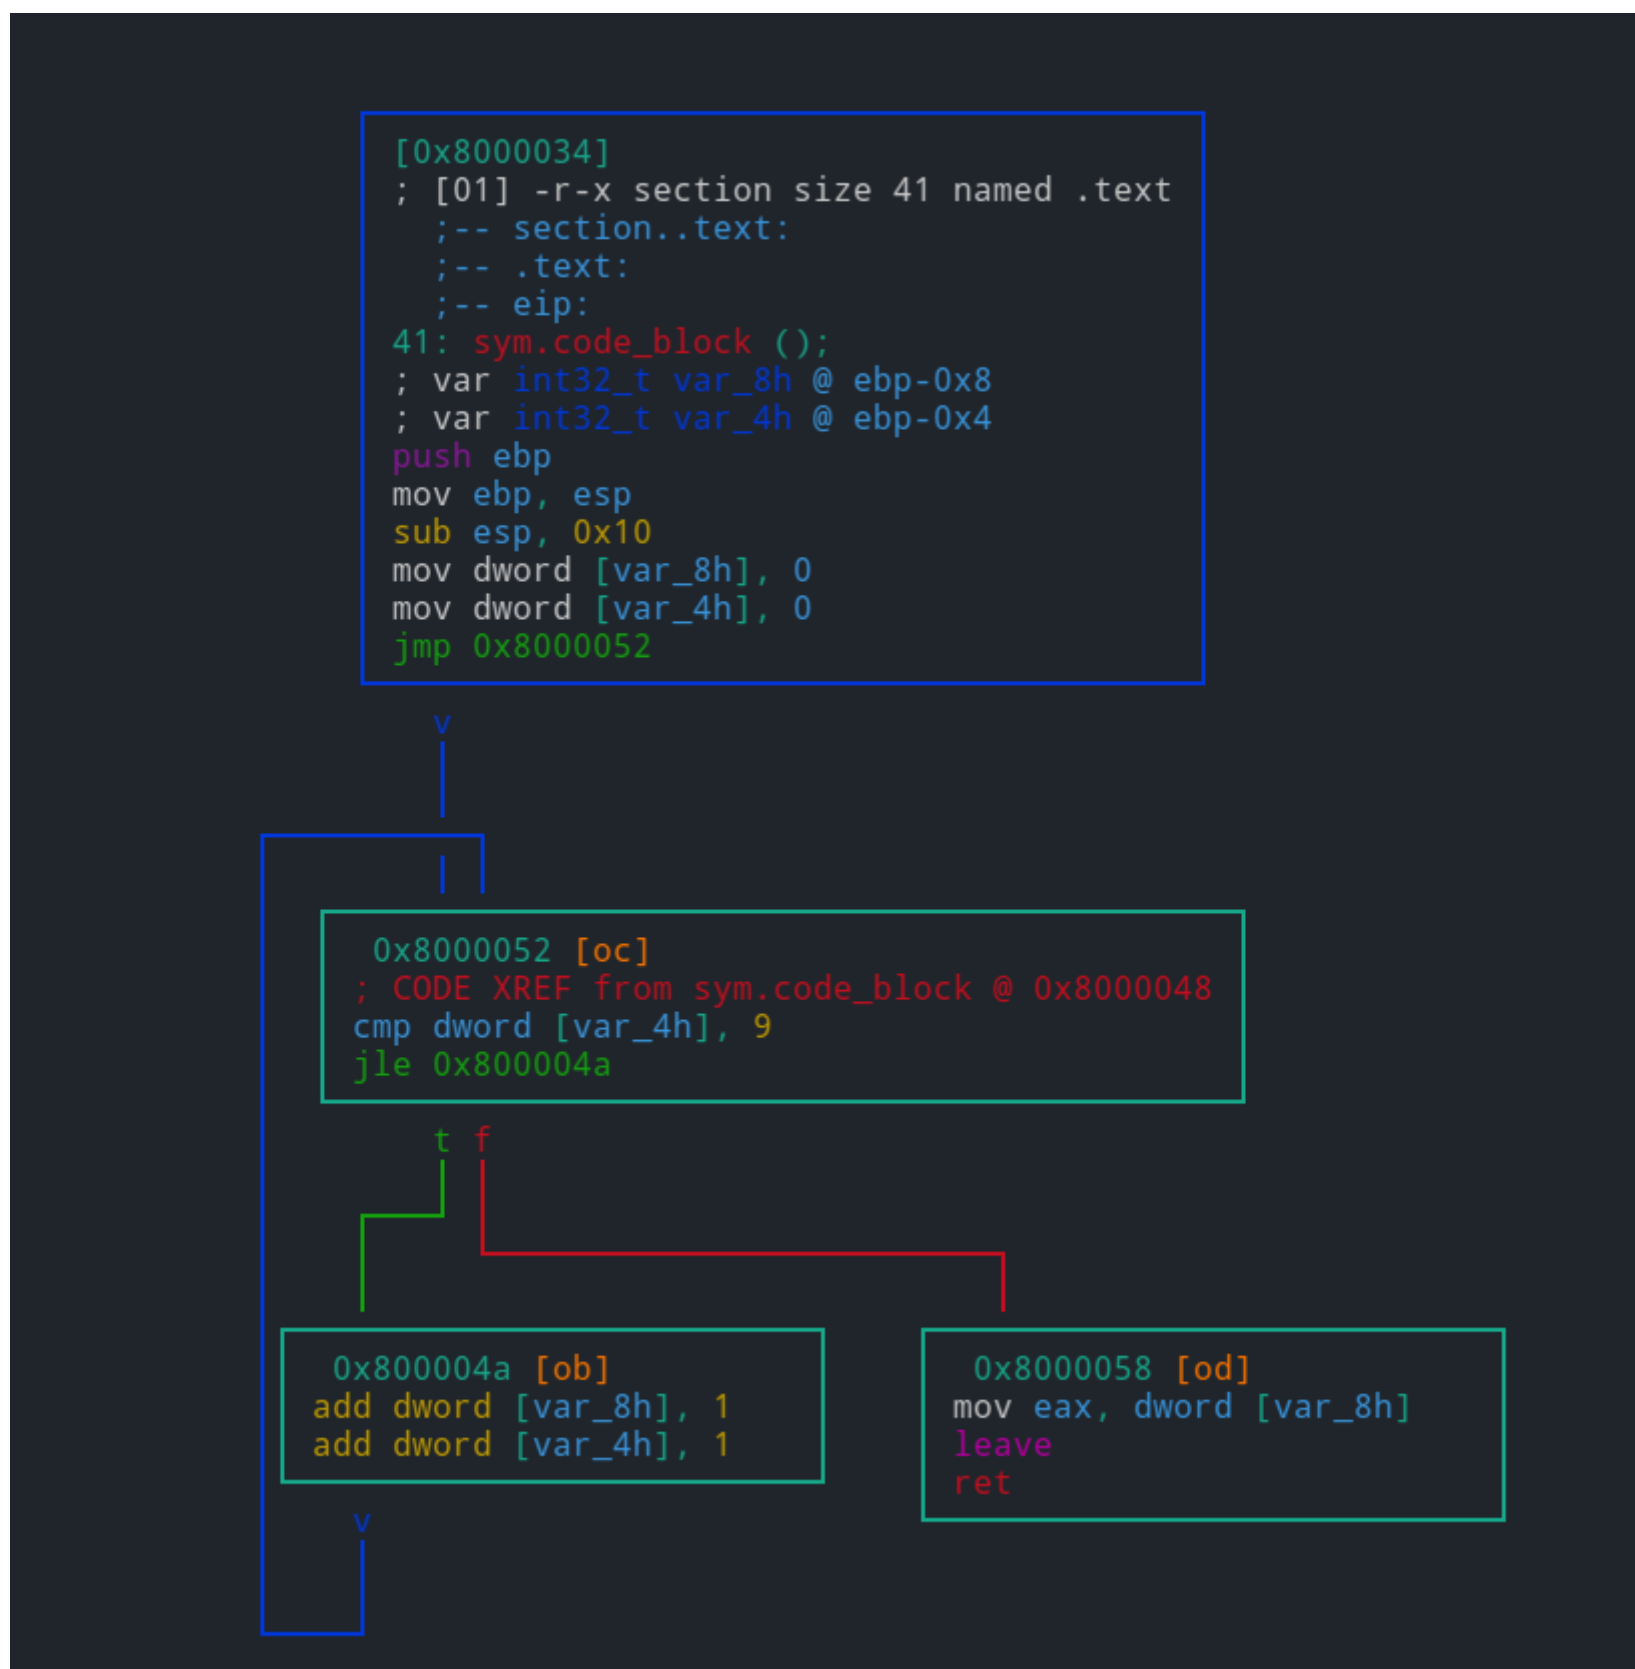 [0x8000034]
; [01] -r-x section size 41 named .text
;-- section..text:
;-- .text:
;-- eip:
41: sym.code_block ();
; var int32_t var_8h @ ebp-0x8
; var int32_t var_4h @ ebp-0x4
push ebp
mov ebp, esp
sub esp, 0x10
mov dword [var_8h], 0
mov dword [var_4h], 0
jmp 0x8000052
v
0x8000052 [oc]
; CODE XREF from sym.code_block @ 0x8000048
cmp dword [var_4h], 9
jle 0x800004a
t f
0x800004a [ob]
add dword [var_8h], 1
add dword [var_4h], 1
v
0x8000058 [od]
mov eax, dword [var_8h]
leave
ret